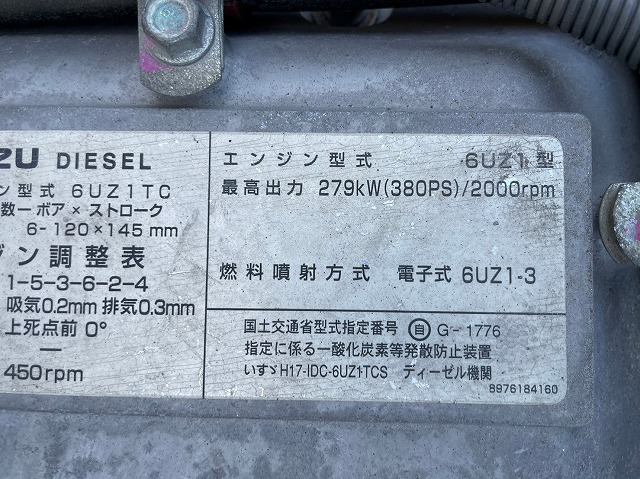 ZU DIESEL
ン型式 6UZ1TC
数ーボア×ストローク
6-120×145mm
ジン調整表
1-5-3-6-2-4
吸気0.2mm 排気0.3mm
上死点前 0°
—
450rpm
エンジン型式 6UZ1型
最高出力 279kW(380PS)/2000rpm
燃料噴射方式 電子式 6UZ1-3
国土交通省型式指定番号 自 G-1776
指定に係る一酸化炭素等発散防止装置
いすゞH17-IDC-6UZ1TCS ディーゼル機関
8976184160